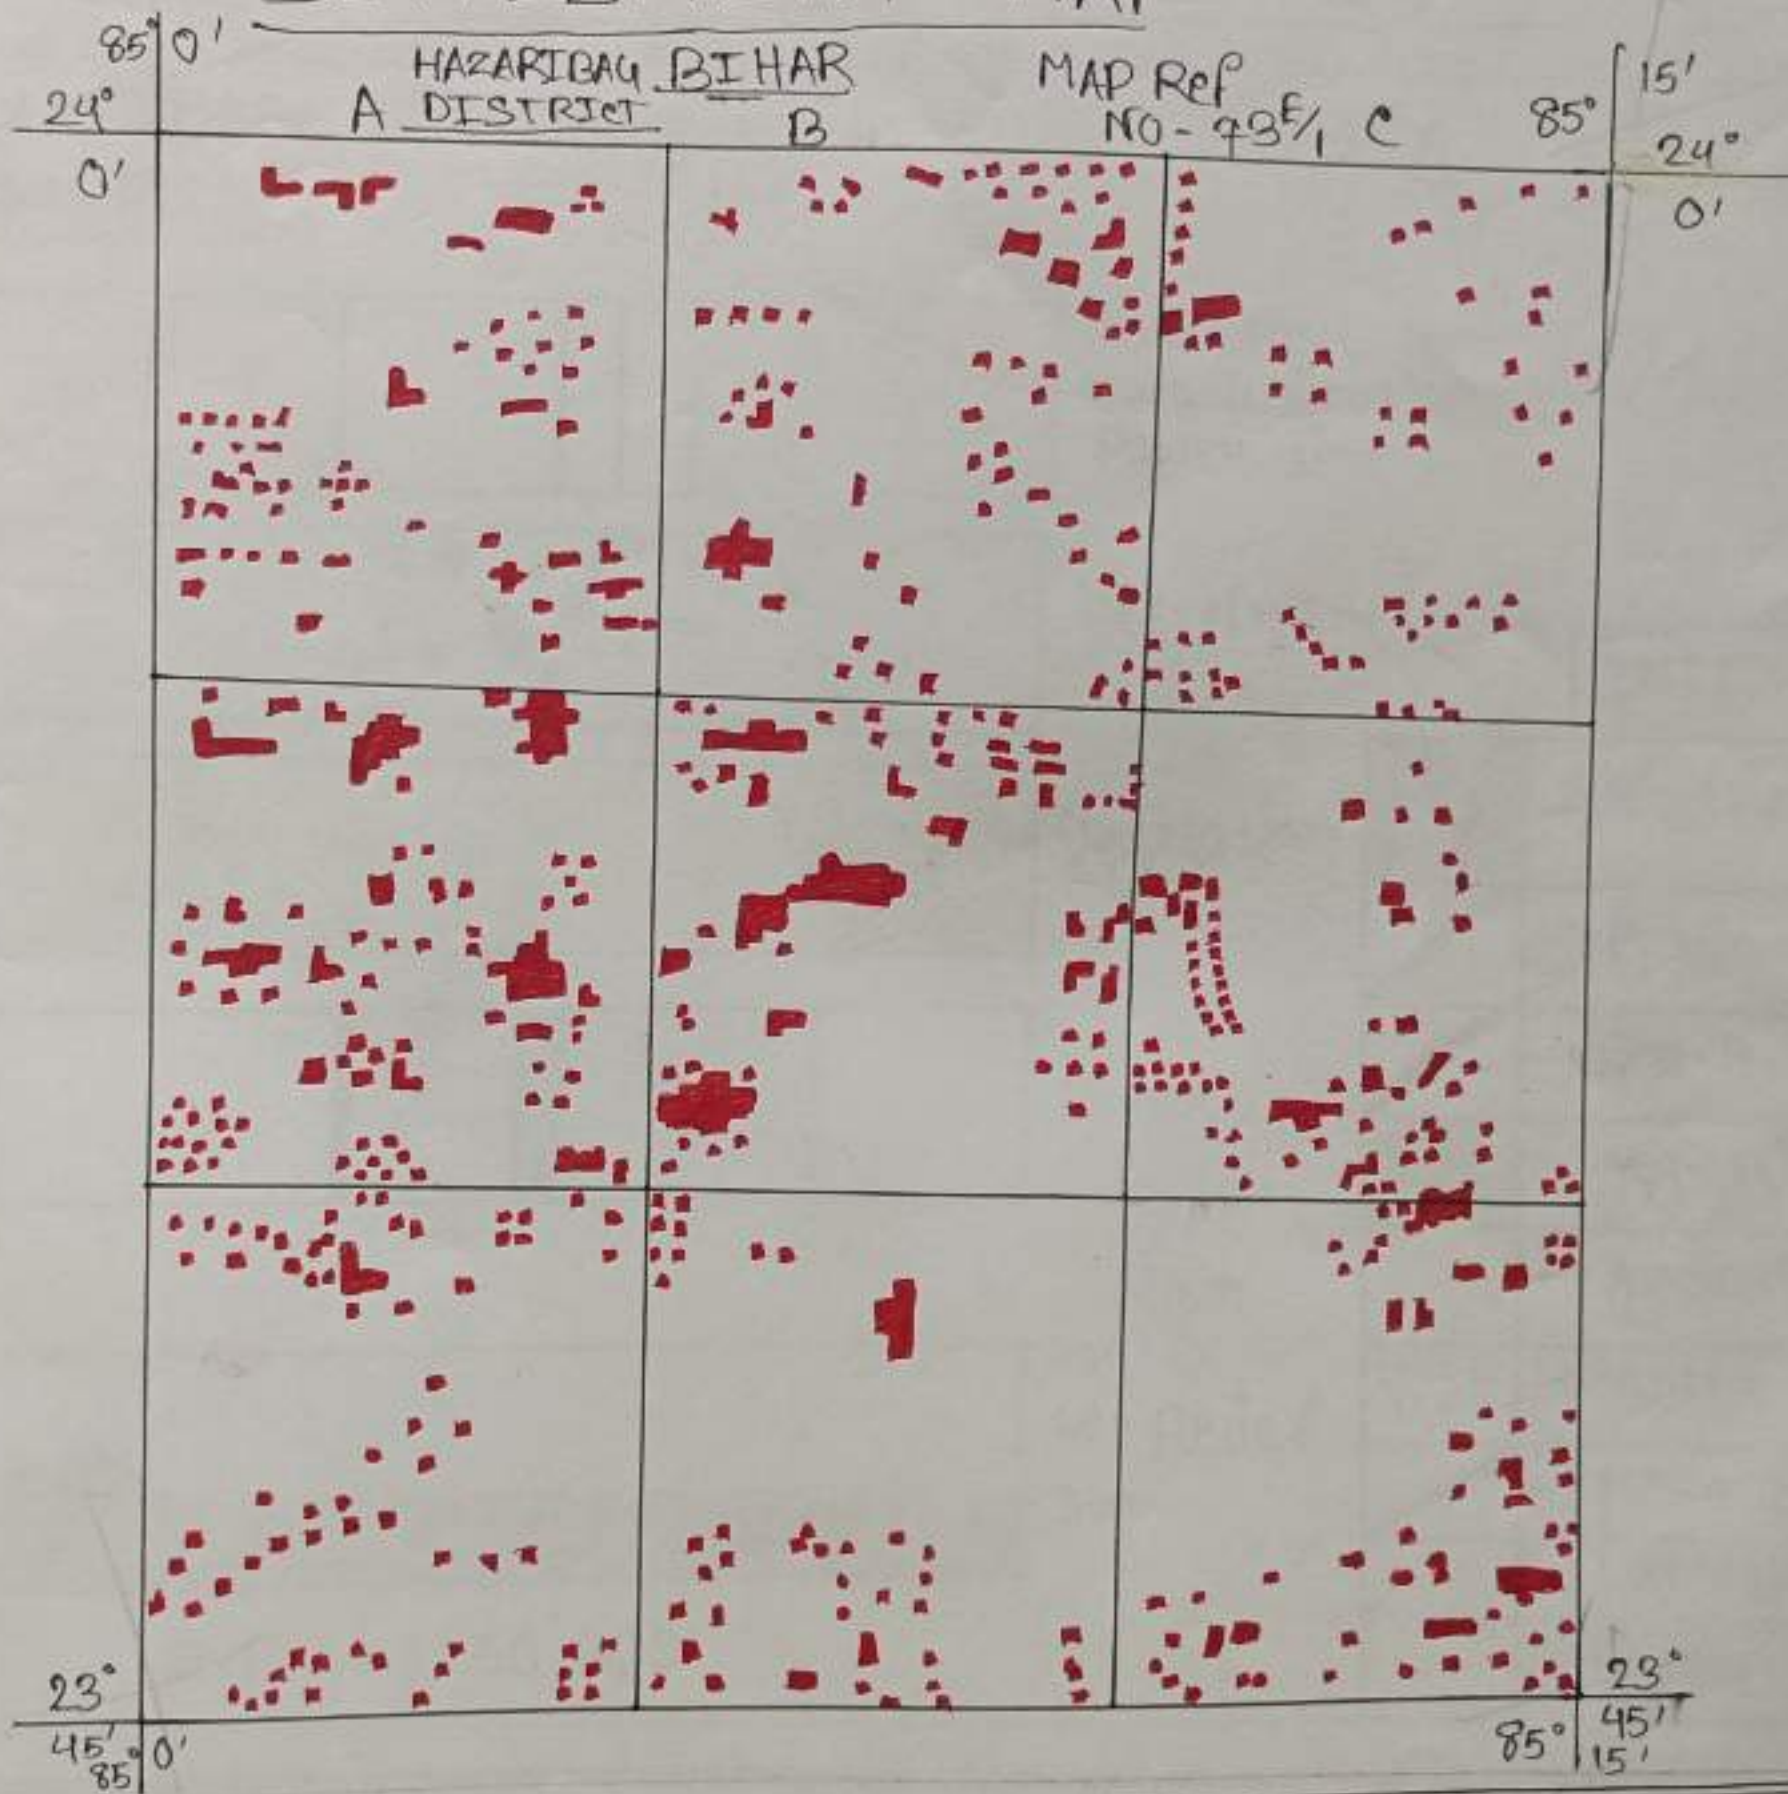 85° 0'
HAZARIBAG BIHAR MAP Ref 15'
24° A DISTRICT B NO-73E/1 C 85° 24°
0' 0'
23° 23°
45' 0' 85° 45'
85° 15'